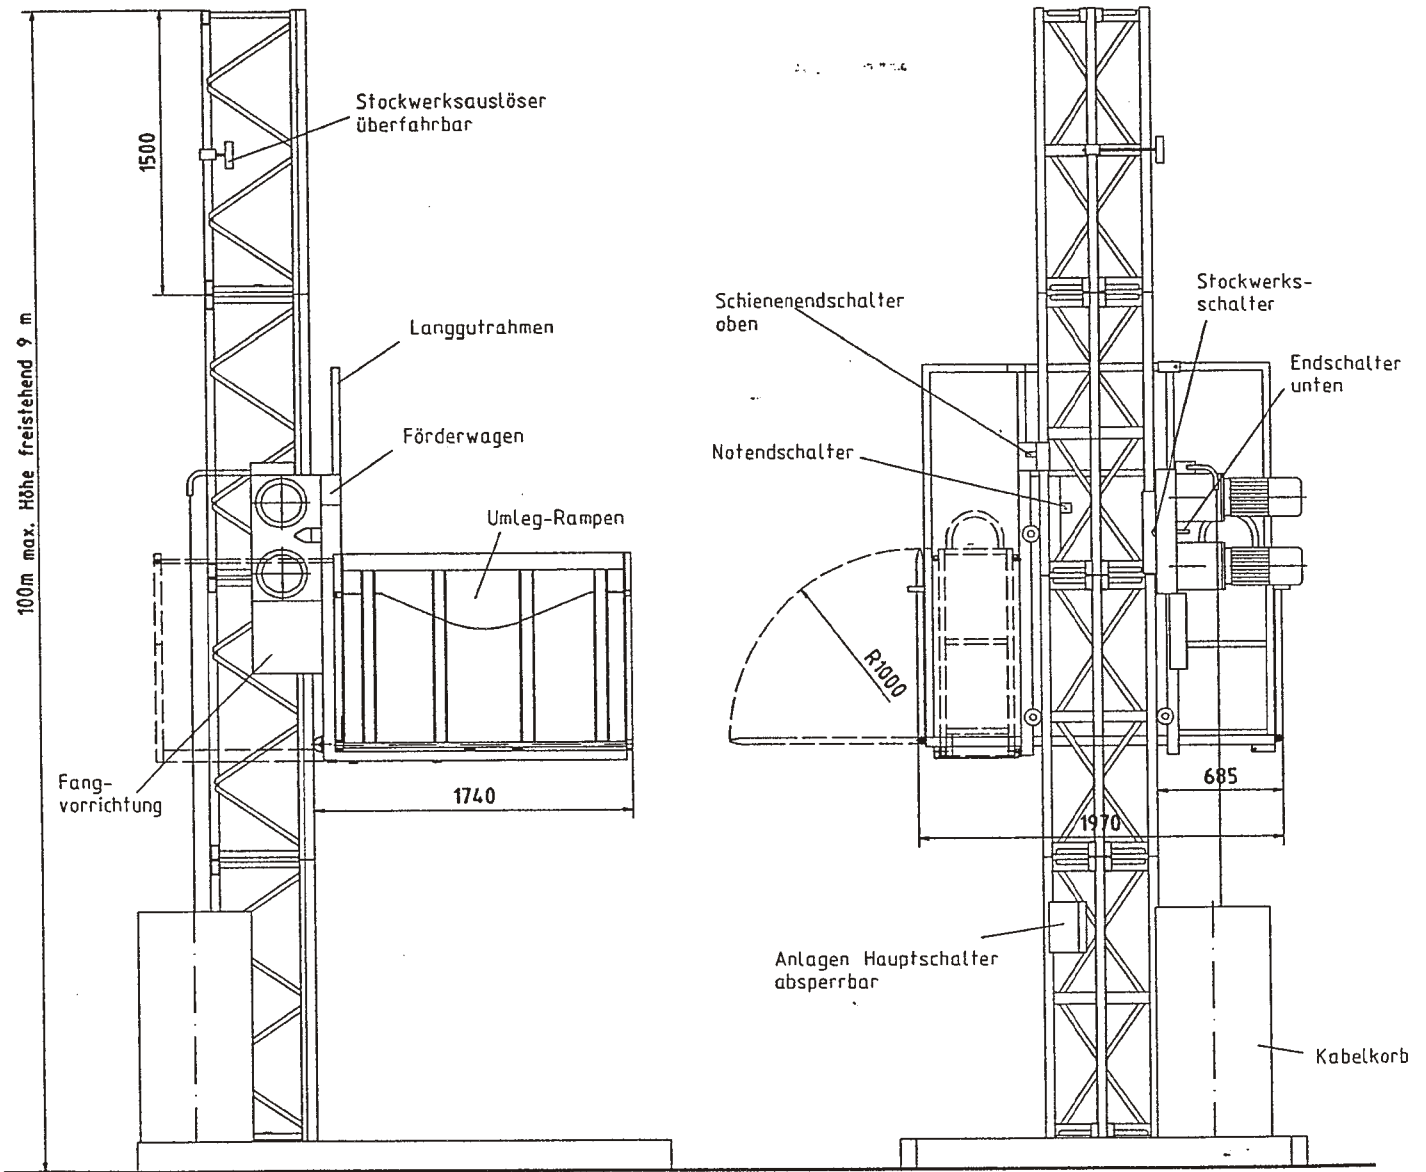 100m max. Höhe freistehend 9 m
1500
Stockwerksauslöser
überfahrbar
Langgutrahmen
Förderwagen
Umleg-Rampen
Fang-
vorrichtung
1740
Schienenendschalter
oben
Notendschalter
Stockwerks-
schalter
Endschalter
unten
R1000
685
1970
Anlagen Hauptschalter
absperrbar
Kabelkorb